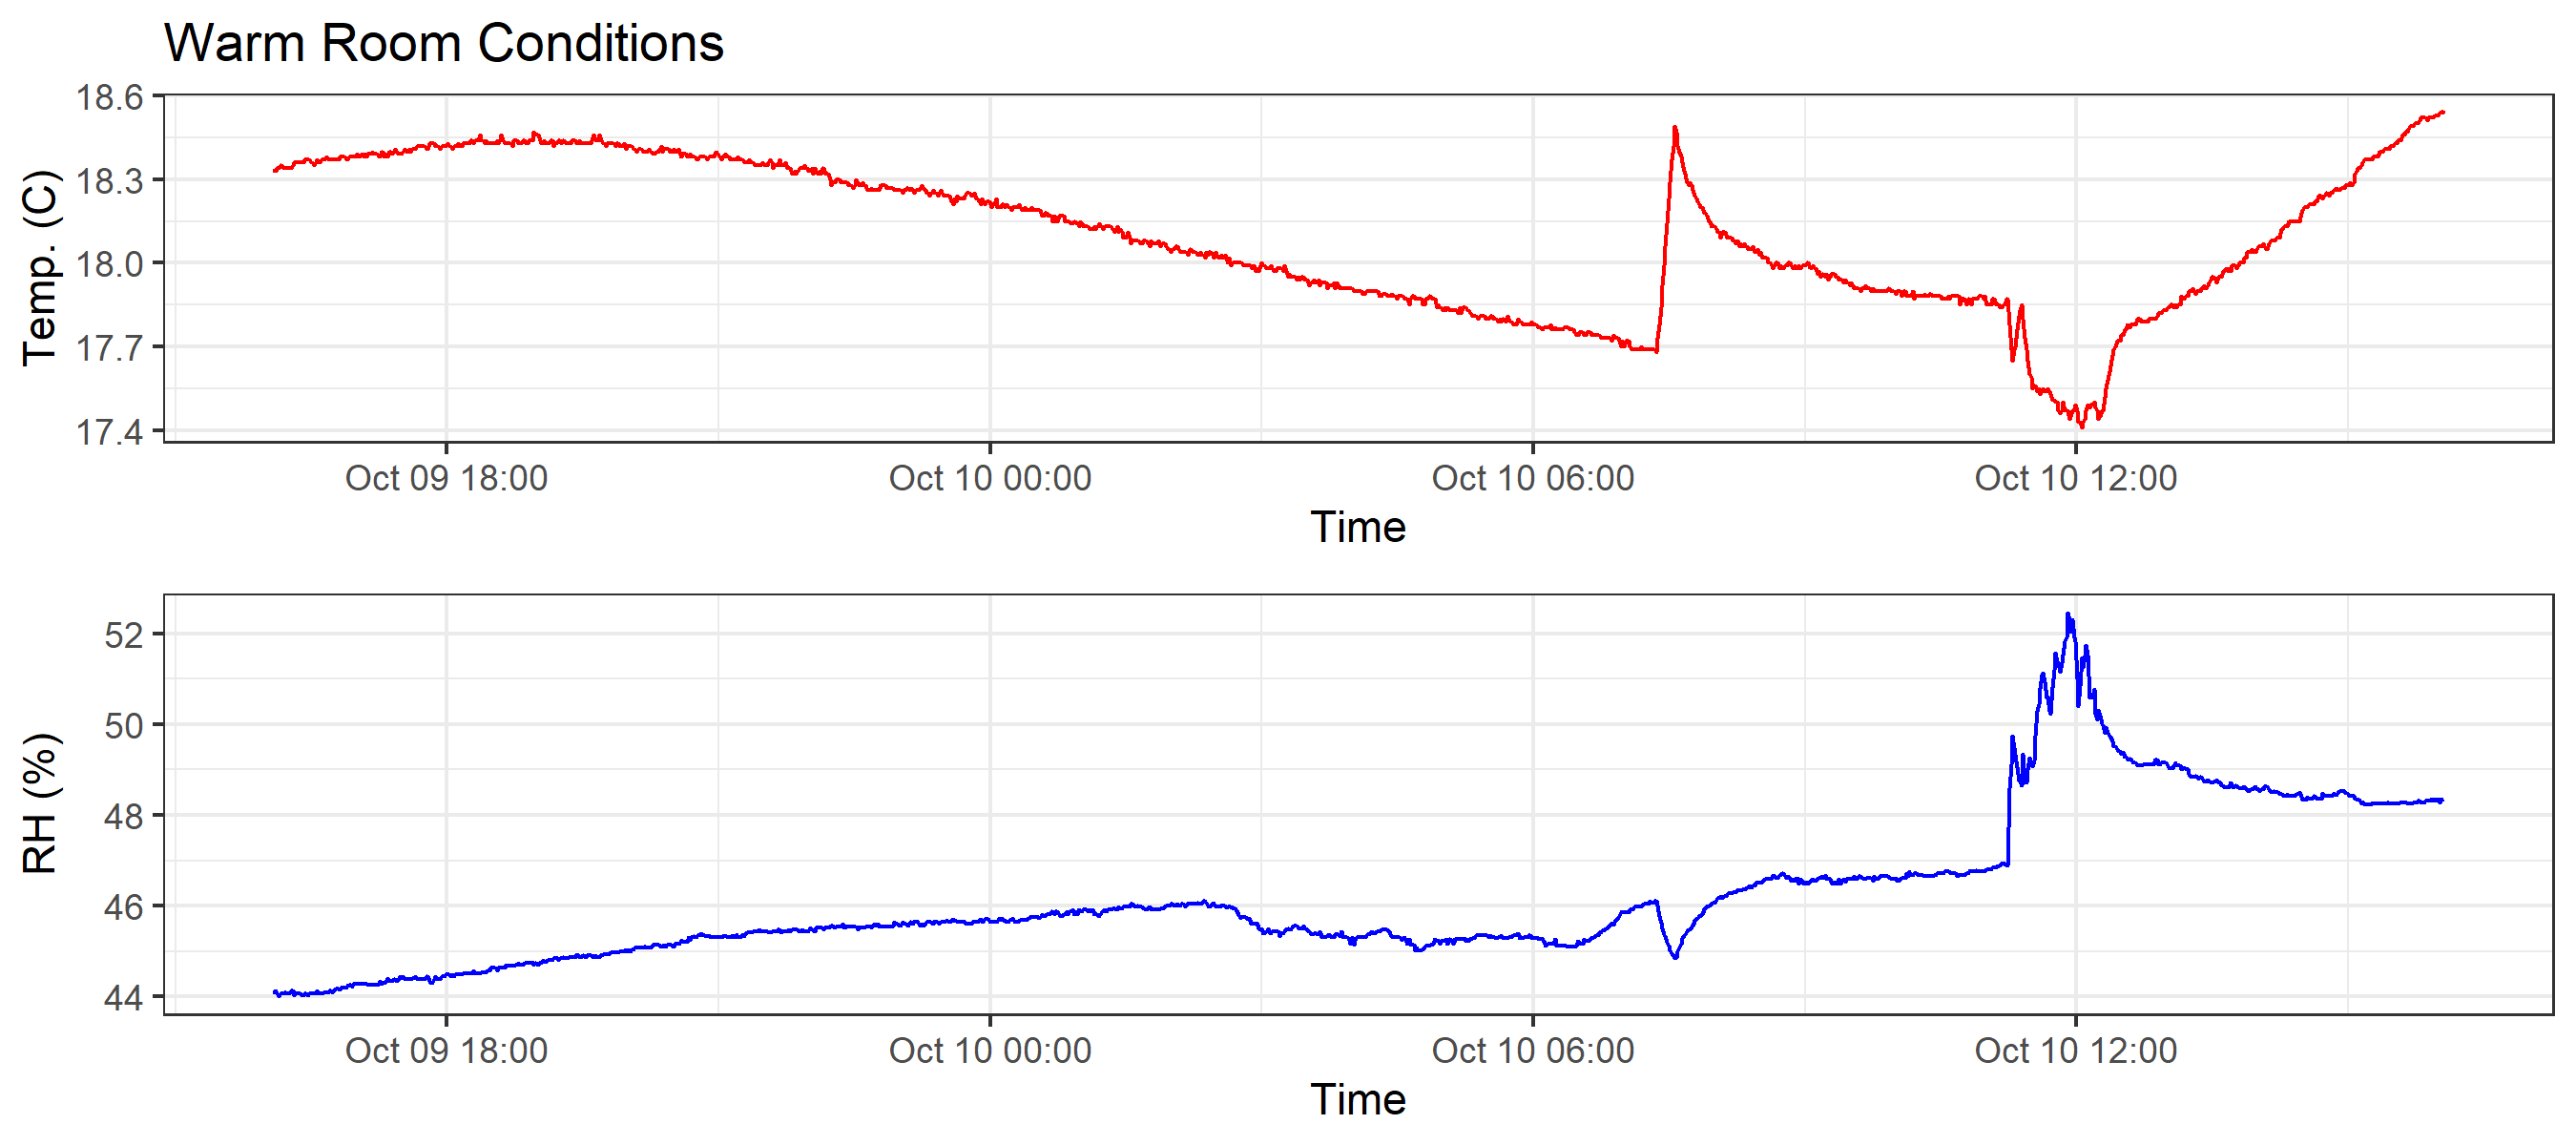 Warm Room Conditions
18.6
18.3
18.0
17.7
17.4
Temp. (C)
Oct 09 18:00 Oct 10 00:00 Oct 10 06:00 Oct 10 12:00
Time
52
50
48
46
44
RH (%)
Oct 09 18:00 Oct 10 00:00 Oct 10 06:00 Oct 10 12:00
Time